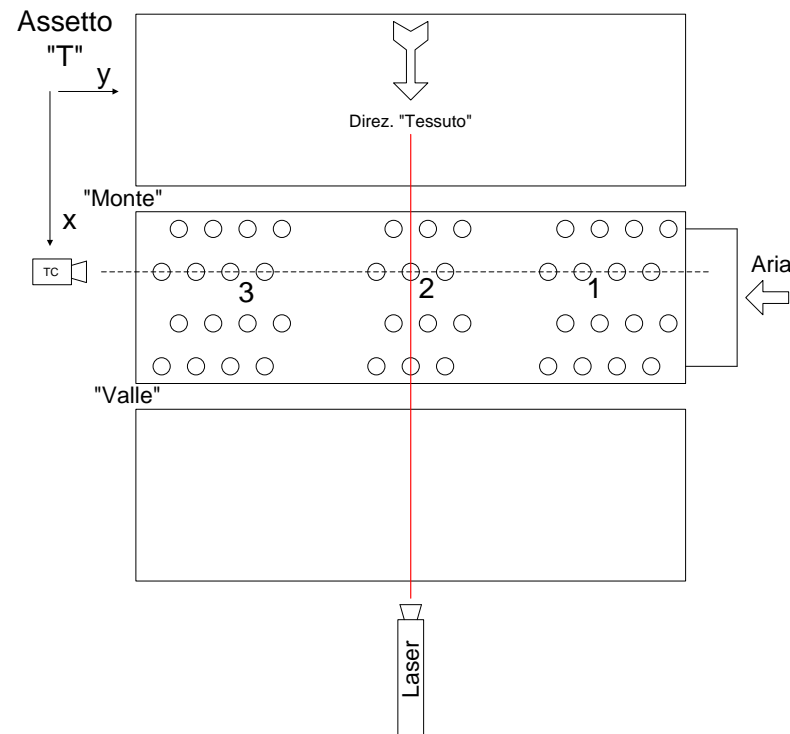 Assetto
"T"
y
Direz. "Tessuto"
"Monte"
x
TC
Aria
3
2
1
"Valle"
Laser